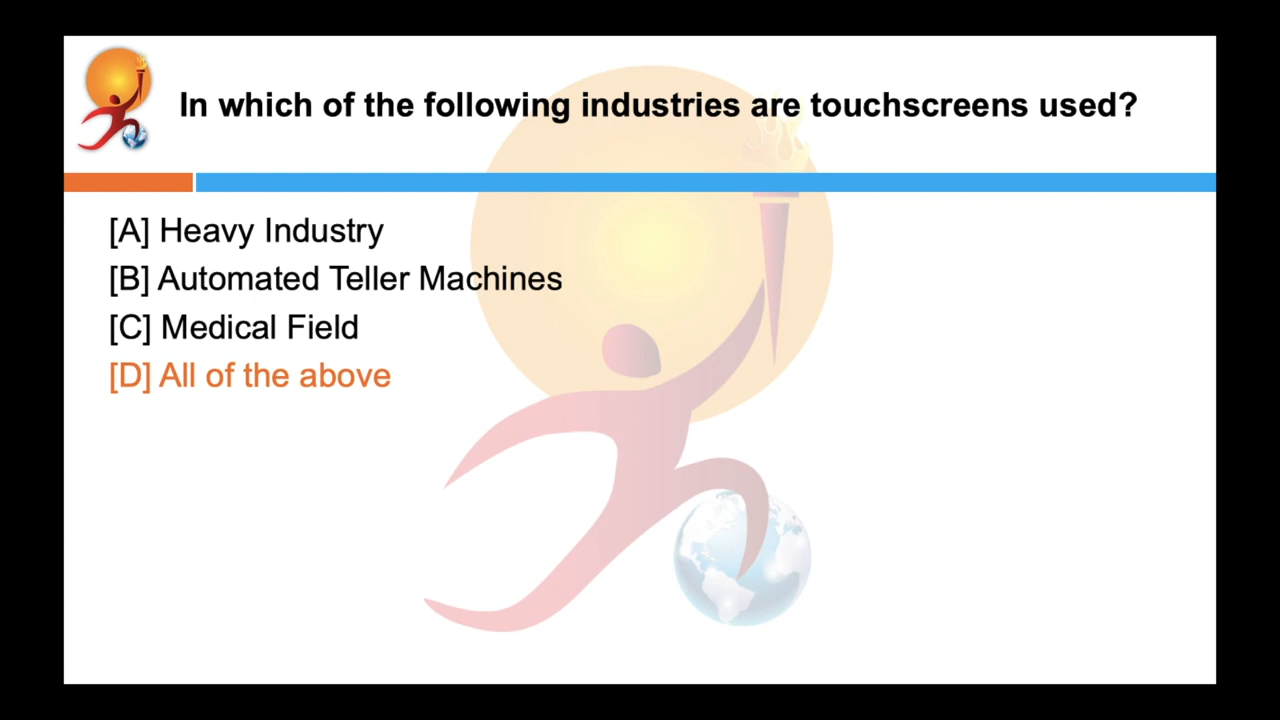 In which of the following industries are touchscreens used?
[A] Heavy Industry
[B] Automated Teller Machines
[C] Medical Field
[D] All of the above